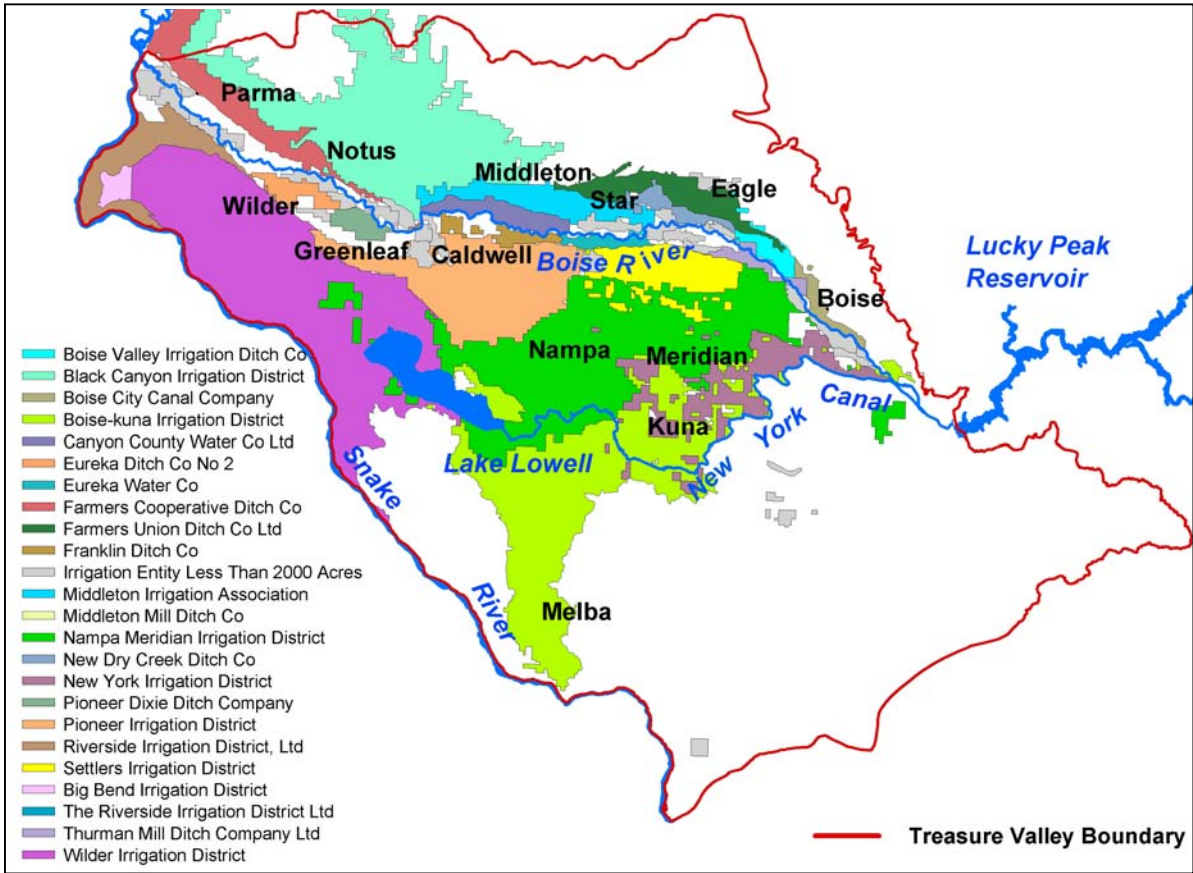 Parma
Notus
Middleton
Star
Eagle
Wilder
Greenleaf
Caldwell
Boise River
Lucky Peak
Reservoir
Boise
Nampa
Meridian
Canal
Kuna
York
New
Lake Lowell
Snake
River
Melba
Boise Valley Irrigation Ditch Co
Black Canyon Irrigation District
Boise City Canal Company
Boise-kuna Irrigation District
Canyon County Water Co Ltd
Eureka Ditch Co No 2
Eureka Water Co
Farmers Cooperative Ditch Co
Farmers Union Ditch Co Ltd
Franklin Ditch Co
Irrigation Entity Less Than 2000 Acres
Middleton Irrigation Association
Middleton Mill Ditch Co
Nampa Meridian Irrigation District
New Dry Creek Ditch Co
New York Irrigation District
Pioneer Dixie Ditch Company
Pioneer Irrigation District
Riverside Irrigation District, Ltd
Settlers Irrigation District
Big Bend Irrigation District
The Riverside Irrigation District Ltd
Thurman Mill Ditch Company Ltd
Wilder Irrigation District
Treasure Valley Boundary